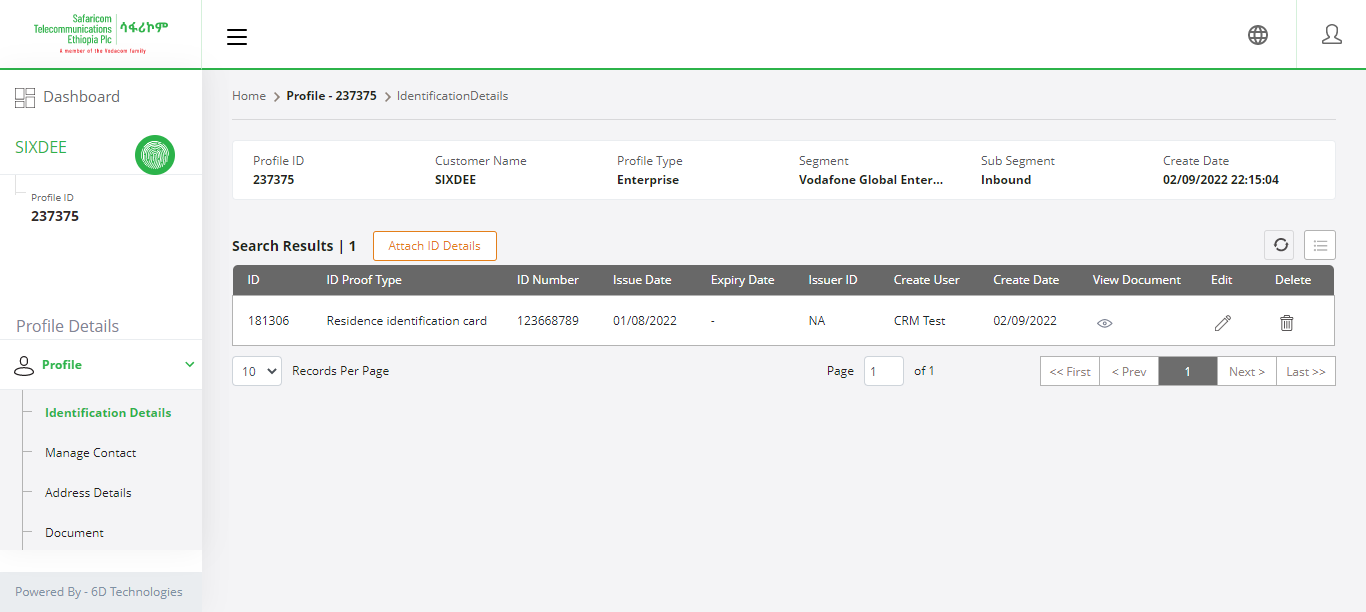 Safaricom
Telecommunications
Ethiopia Plc
ሳፋሪኮም
A member of the Vodacom family
Dashboard
SIXDEE
Profile ID
237375
Profile Details
Profile
Identification Details
Manage Contact
Address Details
Document
Powered By - 6D Technologies
Home > Profile - 237375 > IdentificationDetails
Profile ID Customer Name Profile Type Segment Sub Segment Create Date
237375 SIXDEE Enterprise Vodafone Global Enter... Inbound 02/09/2022 22:15:04
Search Results | 1 Attach ID Details
ID ID Proof Type ID Number Issue Date Expiry Date Issuer ID Create User Create Date View Document Edit Delete
181306 Residence identification card 123668789 01/08/2022 - NA CRM Test 02/09/2022
10 Records Per Page Page 1 of 1 << First < Prev 1 Next > Last >>